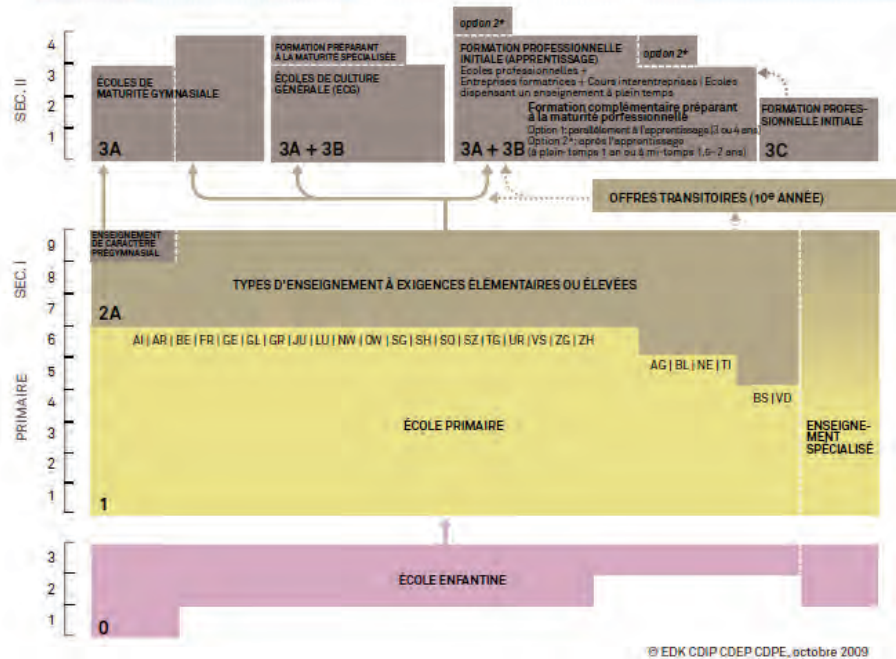 option 2*
SEC. II
4
3
2
1
ÉCOLES DE
MATURITÉ GYMNASIALE
3A
FORMATION PRÉPARANT
À LA MATURITÉ SPÉCIALISÉE
ÉCOLES DE CULTURE
GÉNÉRALE (ECG)
3A + 3B
FORMATION PROFESSIONNELLE
INITIALE (APPRENTISSAGE)
option 2*
Ecoles professionnelles +
Entreprises formatrices + Cours interentreprises | Ecoles
dispensant un enseignement à plein temps
Formation complémentaire préparant
à la maturité porfessionnelle
Option 1: parallèlement à l'apprentissage (3 ou 4 ans)
Option 2*: après l'apprentissage
(à plein-temps 1 an ou à mi-temps 1,5–2 ans)
3A + 3B
FORMATION PROFES-
SIONNELLE INITIALE
3C
OFFRES TRANSITOIRES (10e ANNÉE)
SEC. I
9
8
7
ENSEIGNEMENT
DE CARACTÈRE
PRÉGYMNASIAL
TYPES D'ENSEIGNEMENT À EXIGENCES ÉLÉMENTAIRES OU ÉLEVÉES
2A
PRIMAIRE
6
5
4
3
2
1
AI | AR | BE | FR | GE | GL | GR | JU | LU | NW | OW | SG | SH | SO | SZ | TG | UR | VS | ZG | ZH
AG | BL | NE | TI
BS | VD
ÉCOLE PRIMAIRE
ENSEIGNE-
MENT
SPÉCIALISÉ
1
3
2
1
ÉCOLE ENFANTINE
0
© EDK CDIP CDEP CDPE, octobre 2009